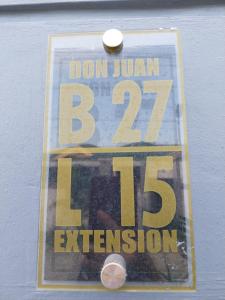 DON JUAN
B 27
L 15
EXTENSION